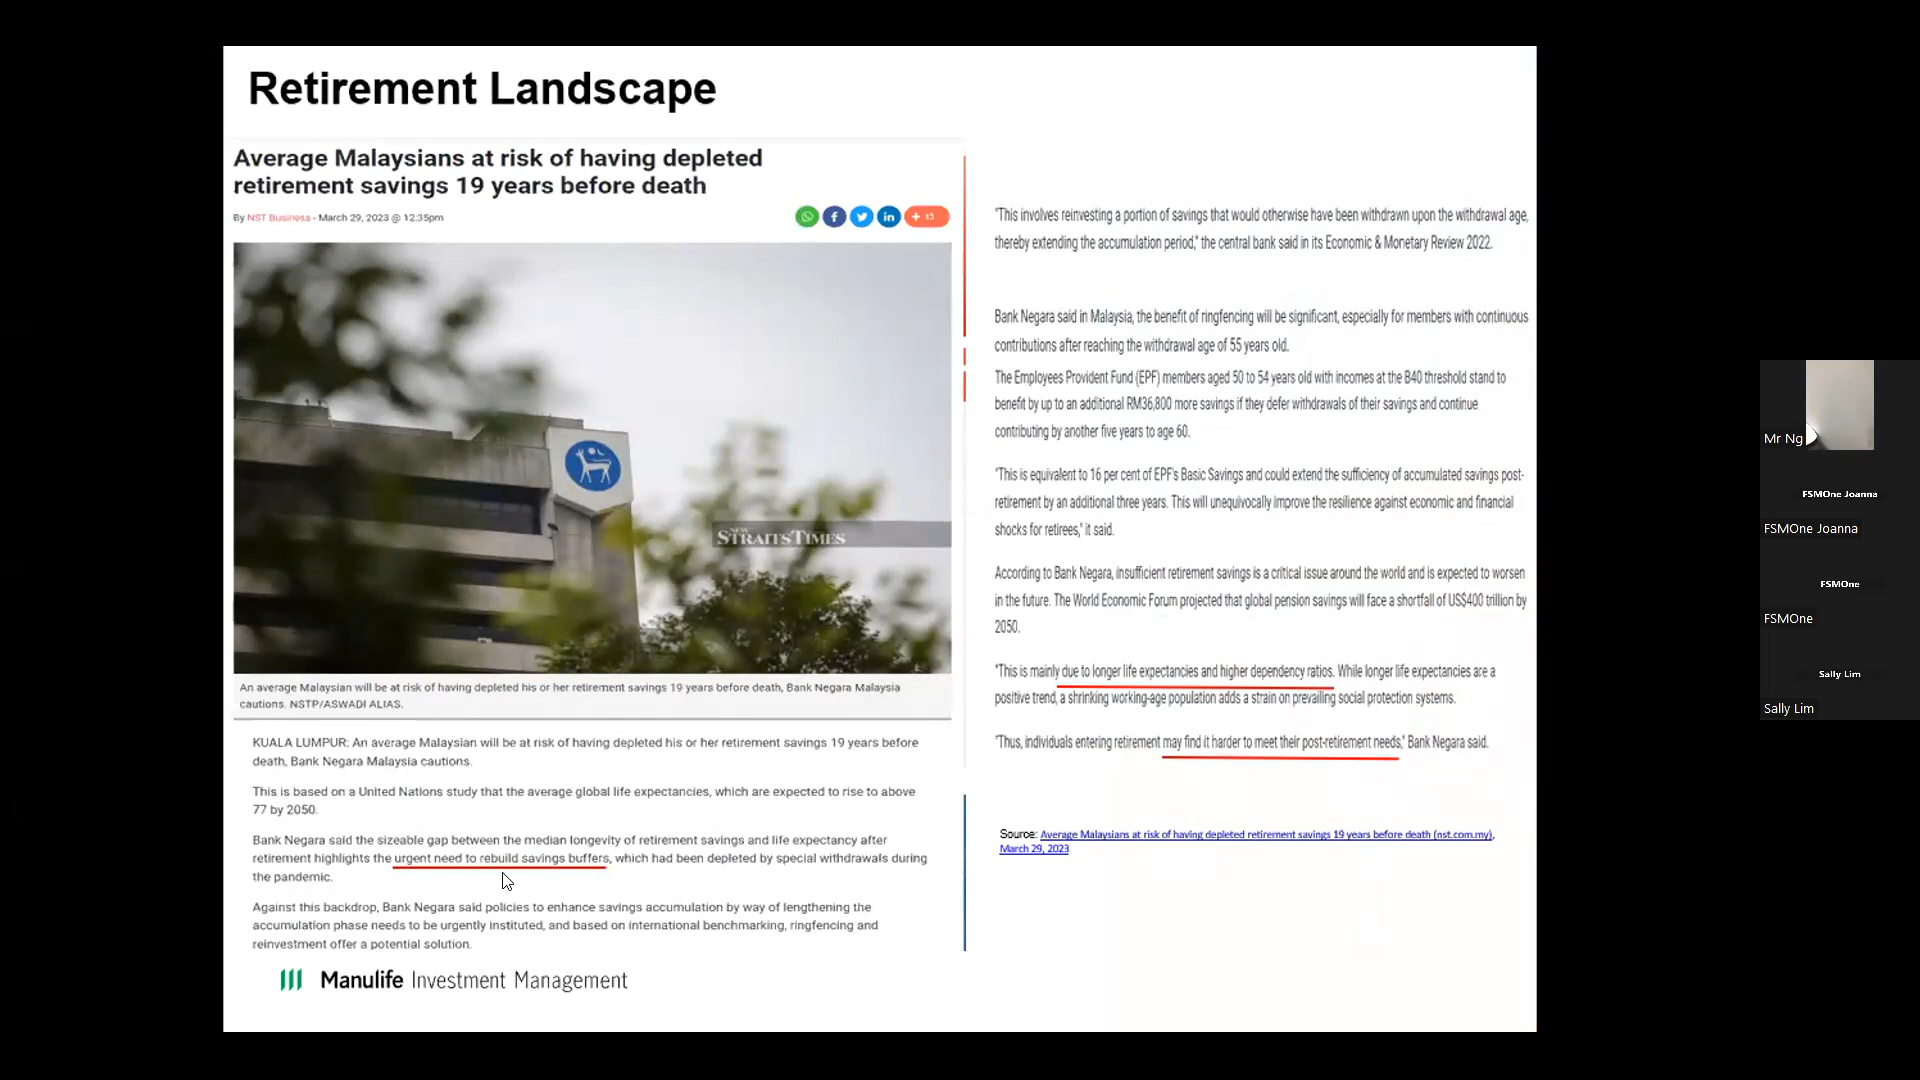 Retirement Landscape
Average Malaysians at risk of having depleted
retirement savings 19 years before death
By NST Business - March 29, 2023 @ 12:35pm
NEW
STRAITS TIMES
An average Malaysian will be at risk of having depleted his or her retirement savings 19 years before death, Bank Negara Malaysia
cautions. NSTP/ASWADI ALIAS.
KUALA LUMPUR: An average Malaysian will be at risk of having depleted his or her retirement savings 19 years before
death, Bank Negara Malaysia cautions.
This is based on a United Nations study that the average global life expectancies, which are expected to rise to above
77 by 2050.
Bank Negara said the sizeable gap between the median longevity of retirement savings and life expectancy after
retirement highlights the urgent need to rebuild savings buffers, which had been depleted by special withdrawals during
the pandemic.
Against this backdrop, Bank Negara said policies to enhance savings accumulation by way of lengthening the
accumulation phase needs to be urgently instituted, and based on international benchmarking, ringfencing and
reinvestment offer a potential solution.
Manulife Investment Management
"This involves reinvesting a portion of savings that would otherwise have been withdrawn upon the withdrawal age,
thereby extending the accumulation period," the central bank said in its Economic & Monetary Review 2022.
Bank Negara said in Malaysia, the benefit of ringfencing will be significant, especially for members with continuous
contributions after reaching the withdrawal age of 55 years old.
The Employees Provident Fund (EPF) members aged 50 to 54 years old with incomes at the B40 threshold stand to
benefit by up to an additional RM36,800 more savings if they defer withdrawals of their savings and continue
contributing by another five years to age 60.
"This is equivalent to 16 per cent of EPF's Basic Savings and could extend the sufficiency of accumulated savings post-
retirement by an additional three years. This will unequivocally improve the resilience against economic and financial
shocks for retirees," it said.
According to Bank Negara, insufficient retirement savings is a critical issue around the world and is expected to worsen
in the future. The World Economic Forum projected that global pension savings will face a shortfall of US$400 trillion by
2050.
"This is mainly due to longer life expectancies and higher dependency ratios. While longer life expectancies are a
positive trend, a shrinking working-age population adds a strain on prevailing social protection systems.
"Thus, individuals entering retirement may find it harder to meet their post-retirement needs," Bank Negara said.
Source: Average Malaysians at risk of having depleted retirement savings 19 years before death (nst.com.my),
March 29, 2023
Mr Ng
FSMOne Joanna
FSMOne Joanna
FSMOne
FSMOne
Sally Lim
Sally Lim